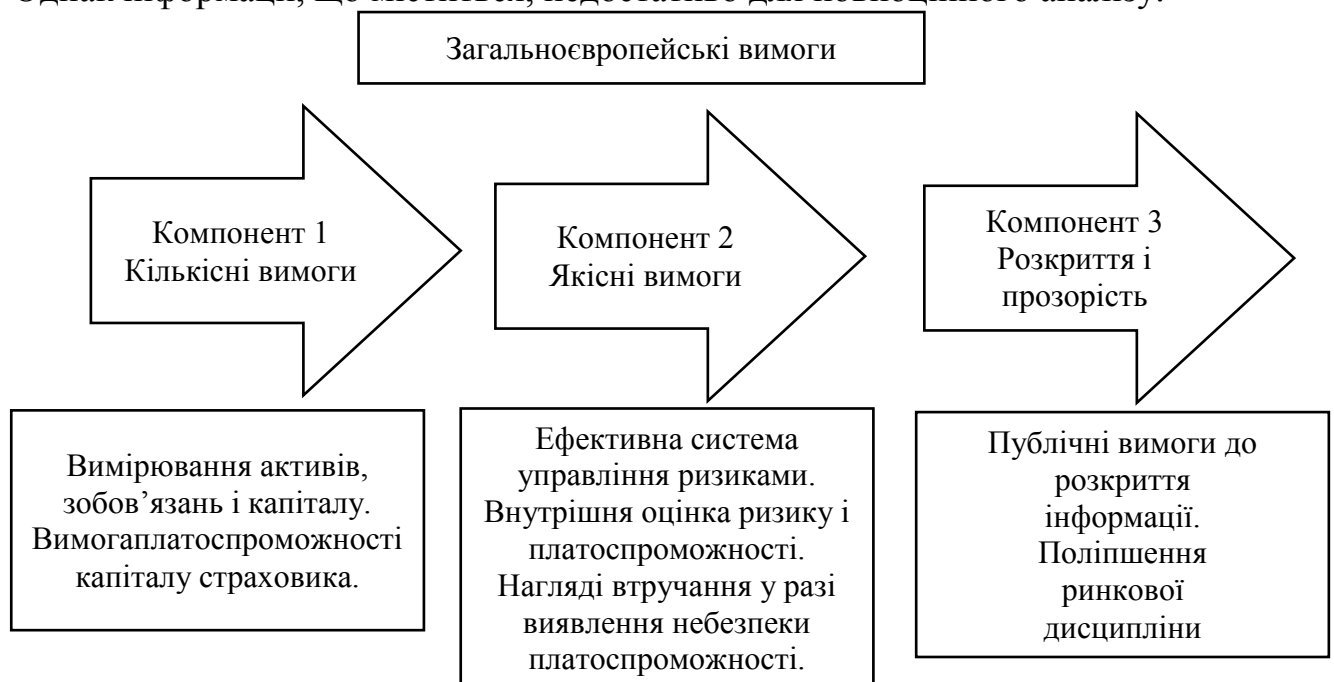 Однак інформації, що міститься, недостатньо для повноцінного аналізу.
Загальноєвропейські вимоги
Компонент 1
Кількісні вимоги
Компонент 2
Якісні вимоги
Компонент 3
Розкриття і
прозорість
Вимірювання активів,
зобов’язань і капіталу.
Вимогаплатоспроможності
капіталу страховика.
Ефективна система
управління ризиками.
Внутрішня оцінка ризику і
платоспроможності.
Нагляді втручання у разі
виявлення небезпеки
платоспроможності.
Публічні вимоги до
розкриття
інформації.
Поліпшення
ринкової
дисципліни